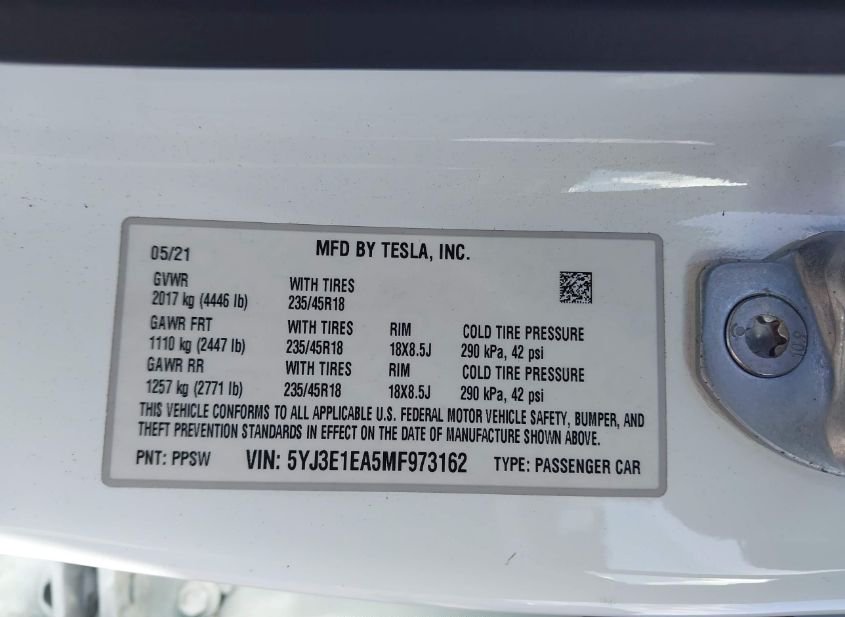 05/21 MFD BY TESLA, INC.
GVWR WITH TIRES
2017 kg (4446 lb) 235/45R18
GAWR FRT WITH TIRES RIM COLD TIRE PRESSURE
1110 kg (2447 lb) 235/45R18 18X8.5J 290 kPa, 42 psi
GAWR RR WITH TIRES RIM COLD TIRE PRESSURE
1257 kg (2771 lb) 235/45R18 18X8.5J 290 kPa, 42 psi
THIS VEHICLE CONFORMS TO ALL APPLICABLE U.S. FEDERAL MOTOR VEHICLE SAFETY, BUMPER, AND
THEFT PREVENTION STANDARDS IN EFFECT ON THE DATE OF MANUFACTURE SHOWN ABOVE.
PNT: PPSW VIN: 5YJ3E1EA5MF973162 TYPE: PASSENGER CAR